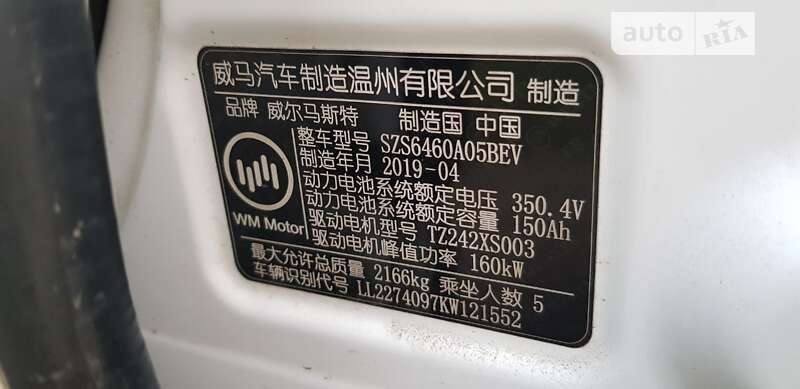 auto RIA
威马汽车制造温州有限公司 制造
品牌 威尔马斯特 制造国 中国
整车型号 SZS6460A05BEV
制造年月 2019-04
动力电池系统额定电压 350.4V
动力电池系统额定容量 150Ah
驱动电机型号 TZ242XS003
驱动电机峰值功率 160kW
WM Motor
最大允许总质量 2166kg 乘坐人数 5
车辆识别代号 LL2274097KW121552